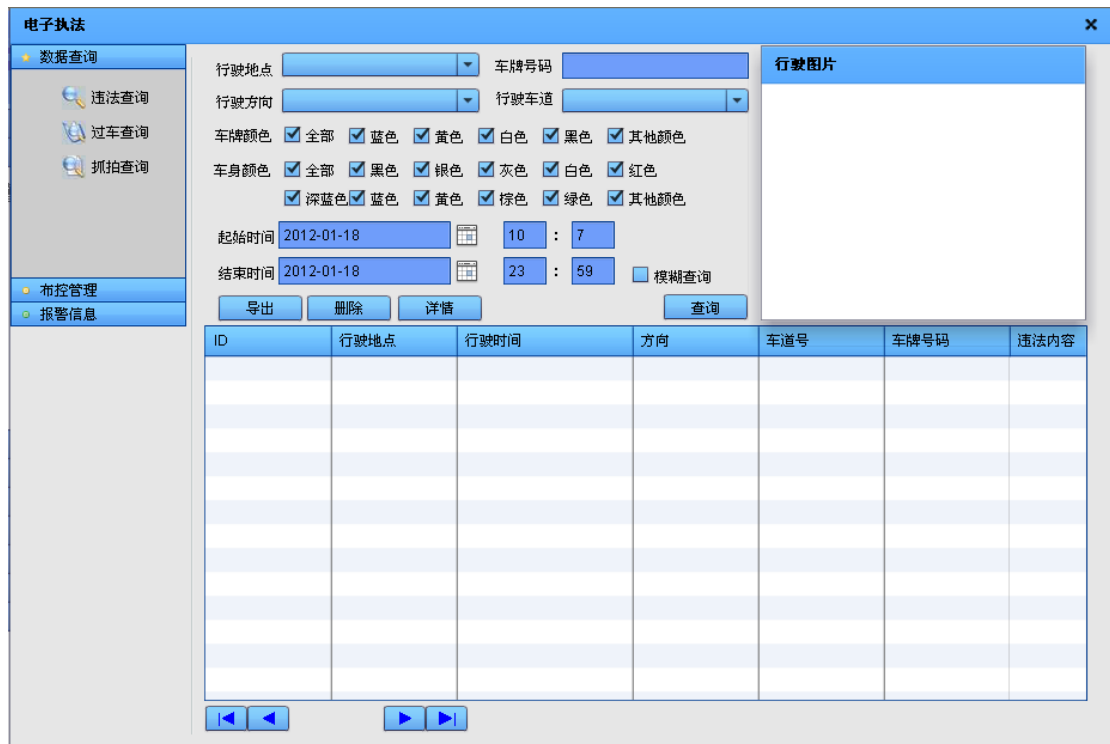 电子执法
数据查询
违法查询
过车查询
抓拍查询
布控管理
报警信息
行驶地点 车牌号码
行驶方向 行驶车道
车牌颜色 全部 蓝色 黄色 白色 黑色 其他颜色
车身颜色 全部 黑色 银色 灰色 白色 红色
深蓝色 蓝色 黄色 棕色 绿色 其他颜色
起始时间 2012-01-18 10 : 7
结束时间 2012-01-18 23 : 59 模糊查询
导出 删除 详情 查询
行驶图片
ID 行驶地点 行驶时间 方向 车道号 车牌号码 违法内容